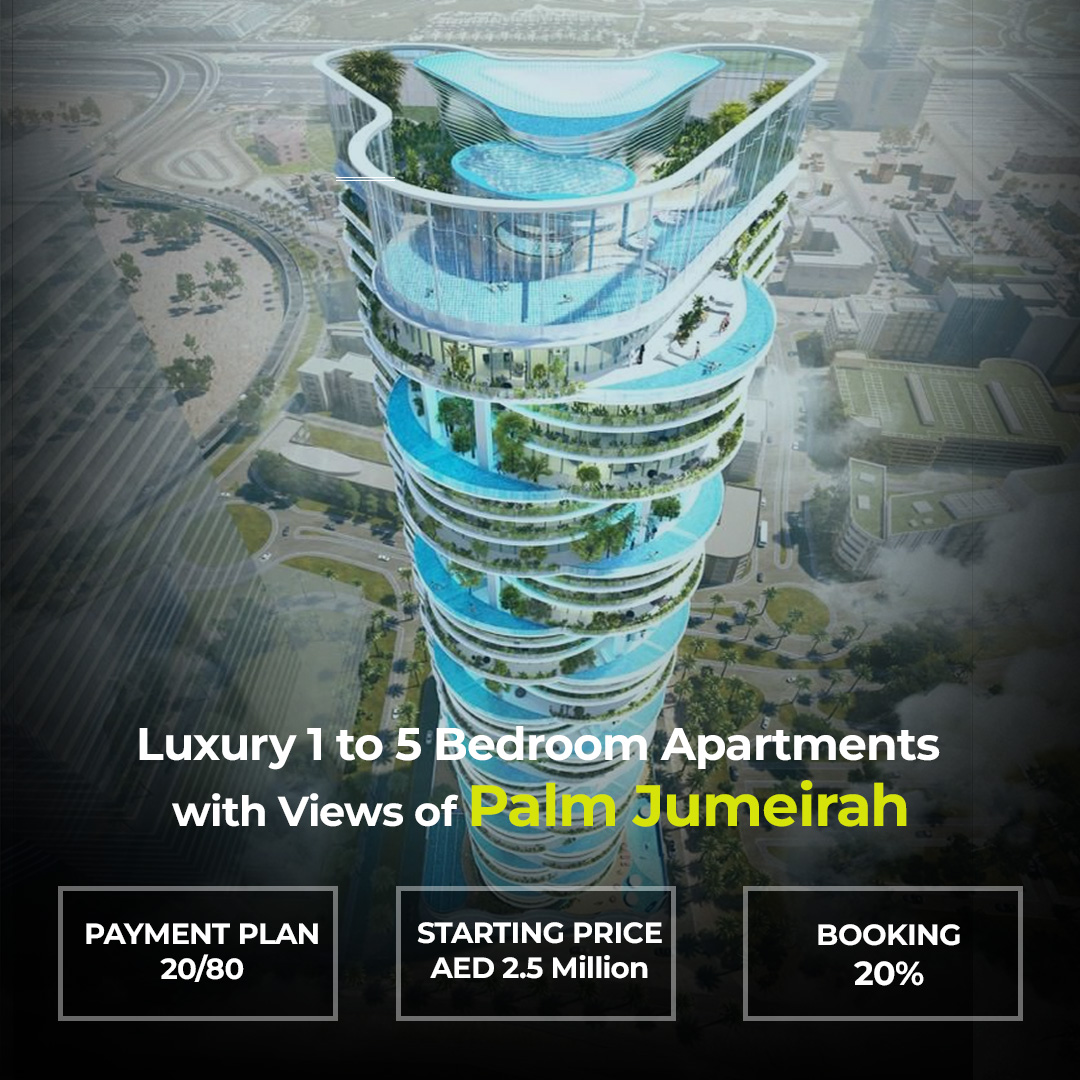 Luxury 1 to 5 Bedroom Apartments
with Views of Palm Jumeirah
PAYMENT PLAN
20/80
STARTING PRICE
AED 2.5 Million
BOOKING
20%